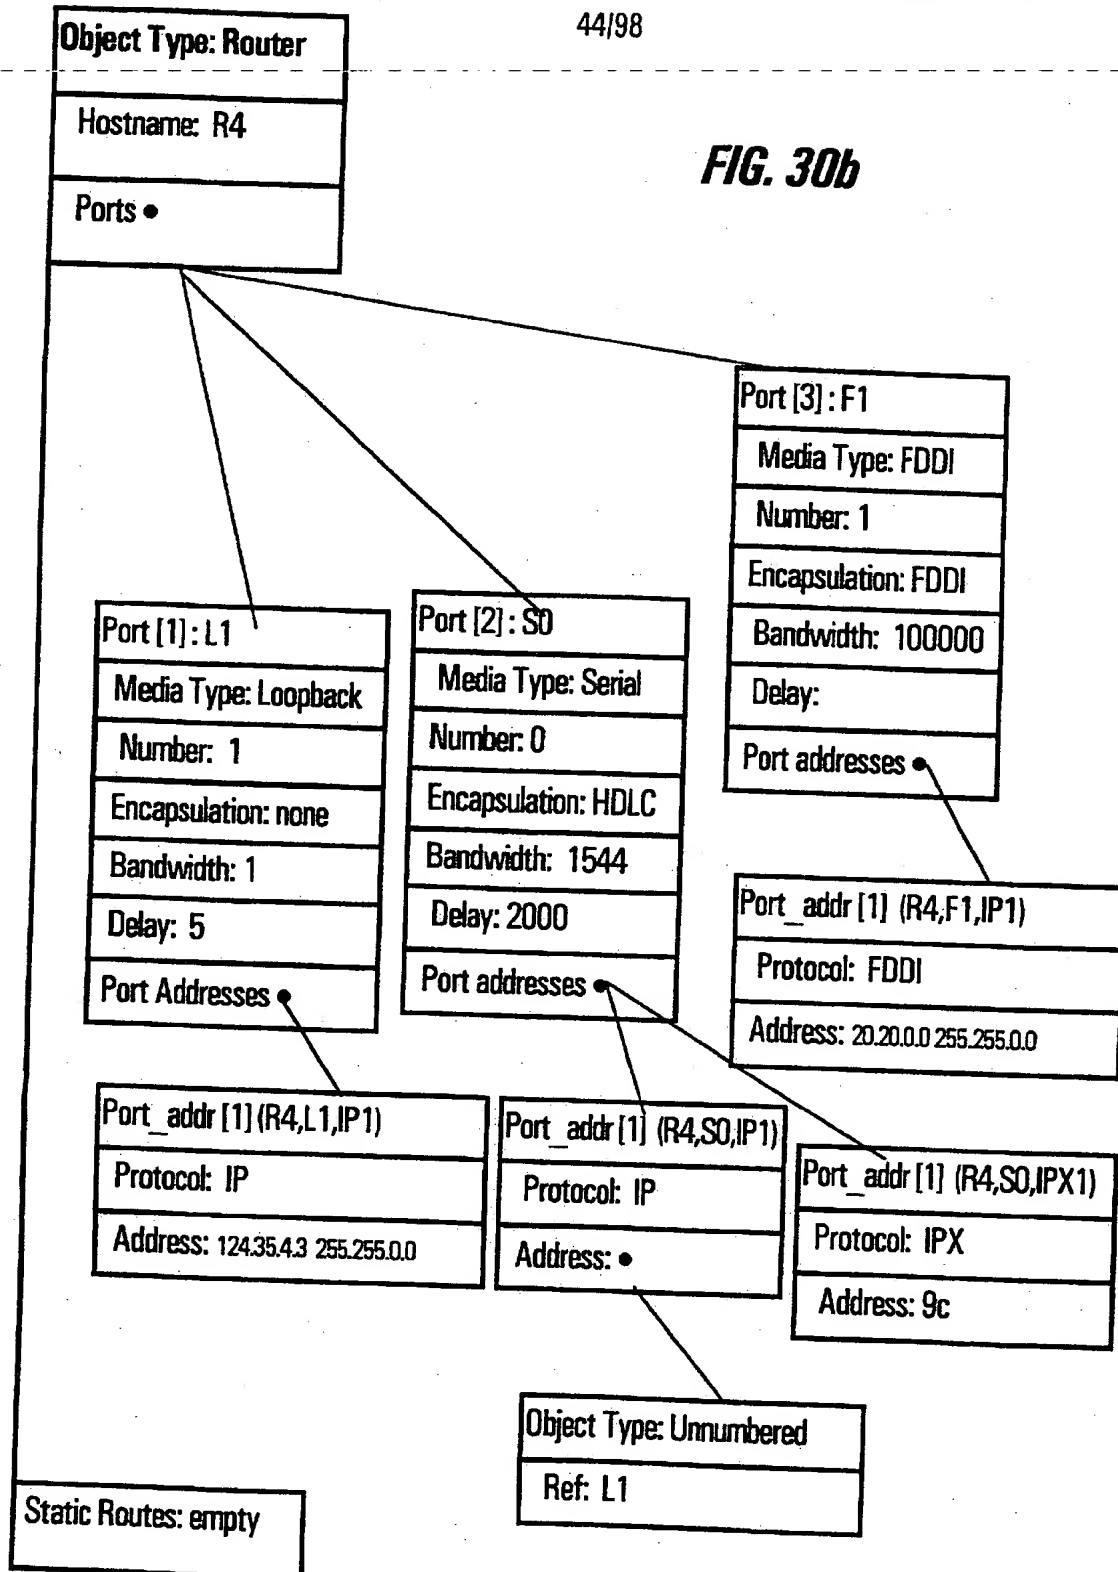 44/98
Object Type: Router
Hostname: R4
Ports
FIG. 30b
Port [3] : F1
Media Type: FDDI
Number: 1
Encapsulation: FDDI
Bandwidth: 100000
Delay:
Port addresses
Port [1] : L1
Media Type: Loopback
Number: 1
Encapsulation: none
Bandwidth: 1
Delay: 5
Port Addresses
Port [2] : S0
Media Type: Serial
Number: 0
Encapsulation: HDLC
Bandwidth: 1544
Delay: 2000
Port addresses
Port_addr [1] (R4,F1,IP1)
Protocol: FDDI
Address: 20.20.0.0 255.255.0.0
Port_addr [1] (R4,L1,IP1)
Protocol: IP
Address: 124.35.4.3 255.255.0.0
Port_addr [1] (R4,S0,IP1)
Protocol: IP
Address:
Port_addr [1] (R4,S0,IPX1)
Protocol: IPX
Address: 9c
Object Type: Unnumbered
Ref: L1
Static Routes: empty